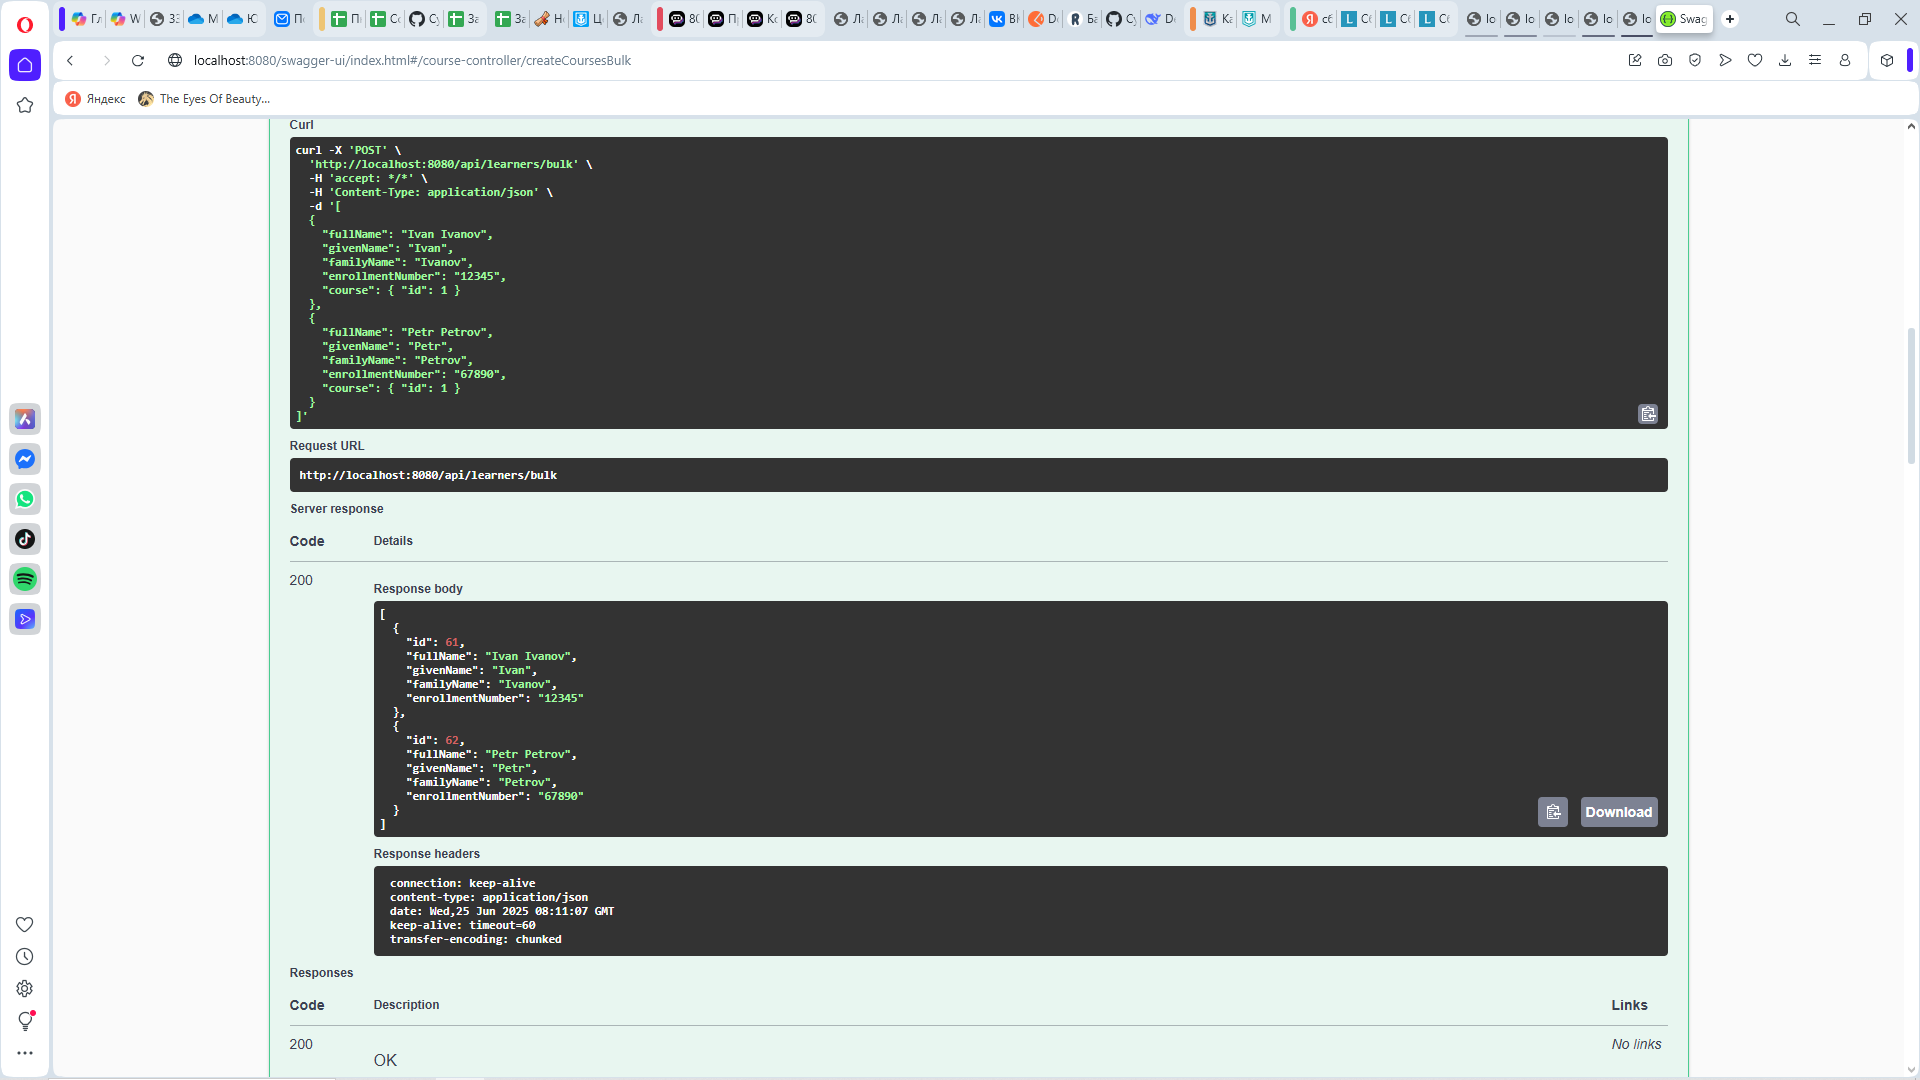 Swag
localhost:8080/swagger-ui/index.html#/course-controller/createCoursesBulk
Яндекс
The Eyes Of Beauty...
Curl
curl -X 'POST' \
'http://localhost:8080/api/learners/bulk' \
-H 'accept: */*' \
-H 'Content-Type: application/json' \
-d '[
{
"fullName": "Ivan Ivanov",
"givenName": "Ivan",
"familyName": "Ivanov",
"enrollmentNumber": "12345",
"course": { "id": 1 }
},
{
"fullName": "Petr Petrov",
"givenName": "Petr",
"familyName": "Petrov",
"enrollmentNumber": "67890",
"course": { "id": 1 }
}
]'
Request URL
http://localhost:8080/api/learners/bulk
Server response
Code Details
200
Response body
[
{
"id": 61,
"fullName": "Ivan Ivanov",
"givenName": "Ivan",
"familyName": "Ivanov",
"enrollmentNumber": "12345"
},
{
"id": 62,
"fullName": "Petr Petrov",
"givenName": "Petr",
"familyName": "Petrov",
"enrollmentNumber": "67890"
}
]
Download
Response headers
connection: keep-alive
content-type: application/json
date: Wed,25 Jun 2025 08:11:07 GMT
keep-alive: timeout=60
transfer-encoding: chunked
Responses
Code Description Links
200 No links
OK